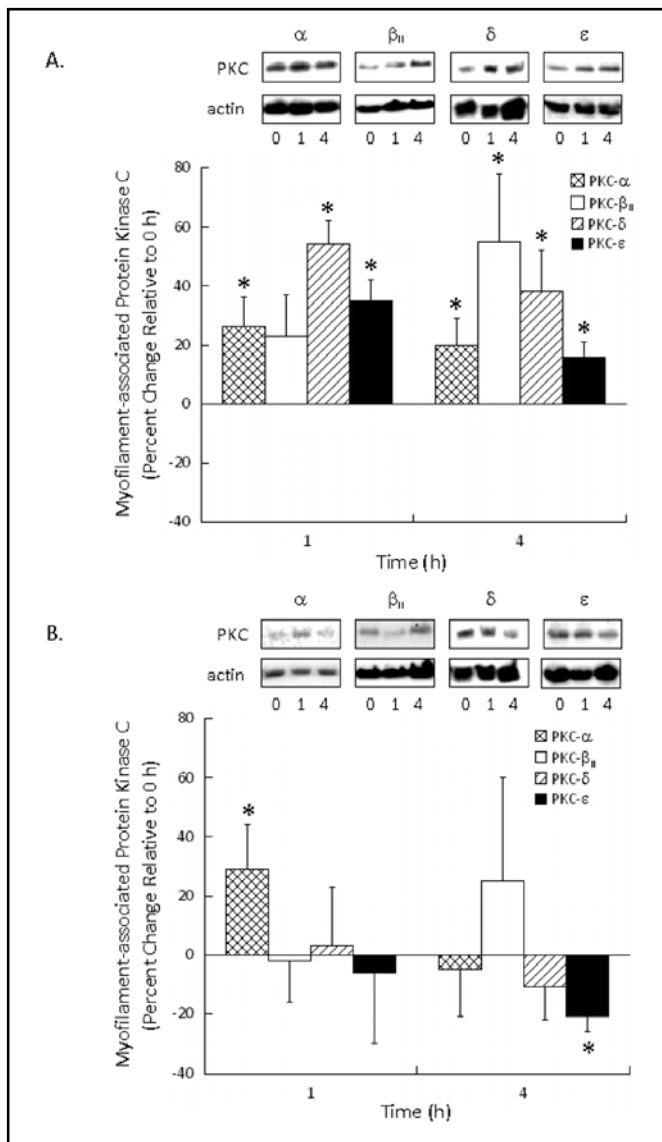 A.
α βII δ ε
PKC
actin
0 1 4 0 1 4 0 1 4 0 1 4
Myofilament-associated Protein Kinase C
(Percent Change Relative to 0 h)
80
60
40
20
0
-20
-40
* * * * * * *
PKC-α
PKC-βII
PKC-δ
PKC-ε
1 4
Time (h)
B.
α βII δ ε
PKC
actin
0 1 4 0 1 4 0 1 4 0 1 4
Myofilament-associated Protein Kinase C
(Percent Change Relative to 0 h)
80
60
40
20
0
-20
-40
* *
PKC-α
PKC-βII
PKC-δ
PKC-ε
1 4
Time (h)